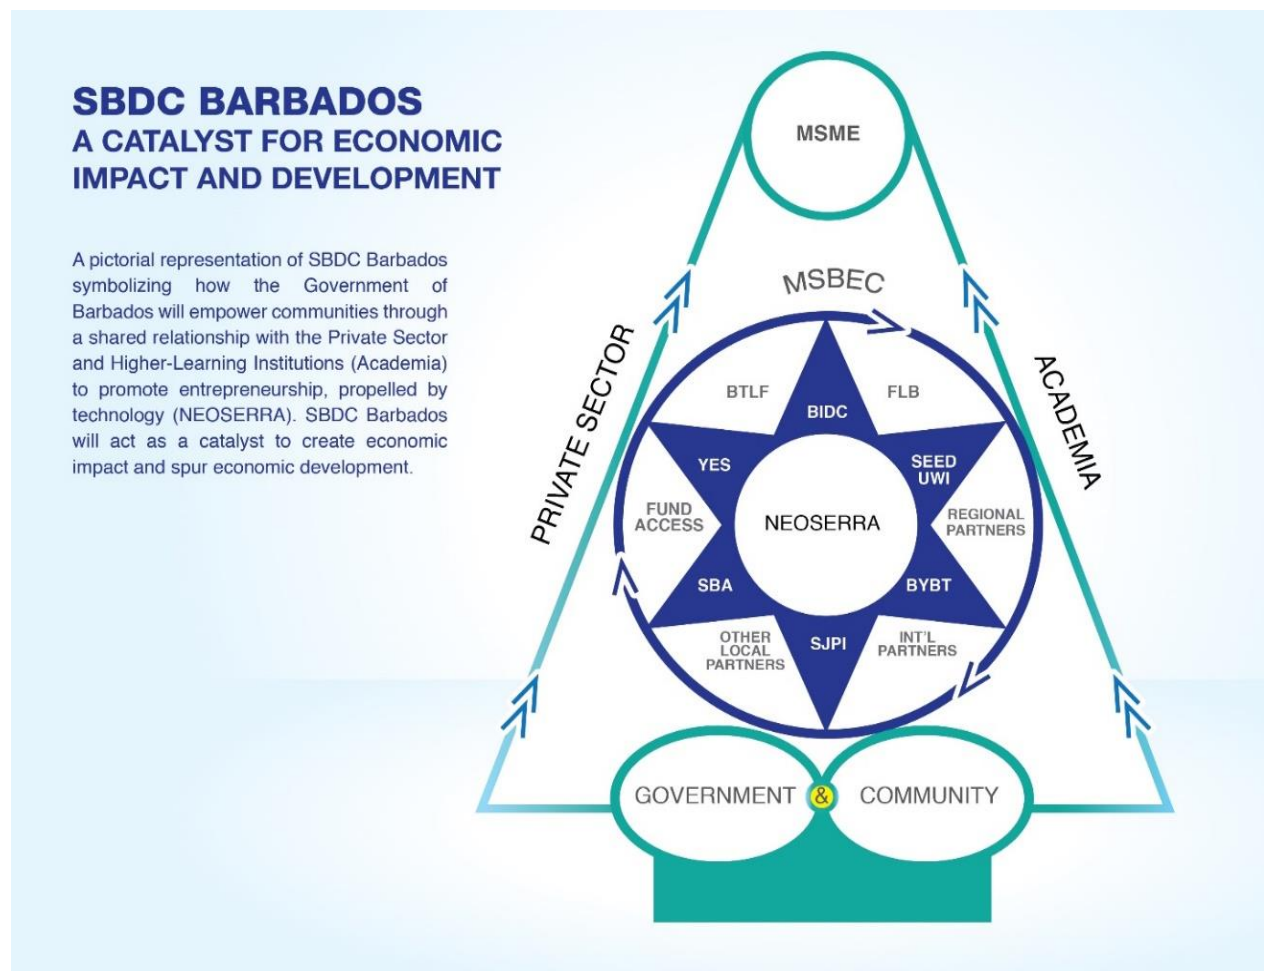 SBDC BARBADOS
A CATALYST FOR ECONOMIC
IMPACT AND DEVELOPMENT
A pictorial representation of SBDC Barbados
symbolizing how the Government of
Barbados will empower communities through
a shared relationship with the Private Sector
and Higher-Learning Institutions (Academia)
to promote entrepreneurship, propelled by
technology (NEOSERRA). SBDC Barbados
will act as a catalyst to create economic
impact and spur economic development.
MSME
MSBEC
PRIVATE SECTOR
ACADEMIA
BTLF
BIDC
FLB
YES
SEED
UWI
FUND
ACCESS
NEOSERRA
REGIONAL
PARTNERS
SBA
BYBT
OTHER
LOCAL
PARTNERS
SJPI
INT'L
PARTNERS
GOVERNMENT & COMMUNITY